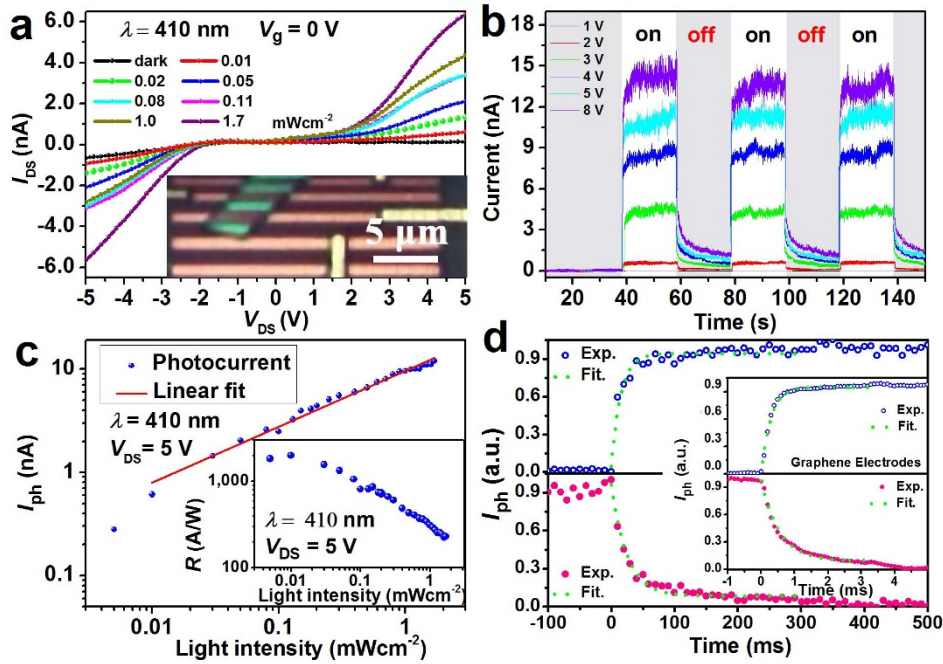 a
λ = 410 nm Vg = 0 V
dark 0.01
0.02 0.05
0.08 0.11
1.0 1.7 mWcm⁻²
6.0
4.0
2.0
0.0
-2.0
-4.0
-6.0
IDS (nA)
5 µm
-5 -4 -3 -2 -1 0 1 2 3 4 5
VDS (V)
b
1 V
2 V
3 V
4 V
5 V
8 V
on off on off on
18
15
12
9
6
3
0
Current (nA)
20 40 60 80 100 120 140
Time (s)
c
Photocurrent
Linear fit
λ = 410 nm
VDS = 5 V
10
1
0.1
Iph (nA)
0.01 0.1 1
Light intensity (mWcm⁻²)
1,000
100
R (A/W)
λ = 410 nm
VDS = 5 V
0.01 0.1 1
Light intensity (mWcm⁻²)
d
Exp.
Fit.
0.9
0.6
0.3
0.0
0.9
0.6
0.3
0.0
Iph (a.u.)
Exp.
Fit.
-100 0 100 200 300 400 500
Time (ms)
0.9
0.6
0.3
0.0
0.9
0.6
0.3
0.0
Iph (a.u.)
Exp.
Fit.
Graphene Electrodes
Exp.
Fit.
-1 0 1 2 3 4
Time (ms)